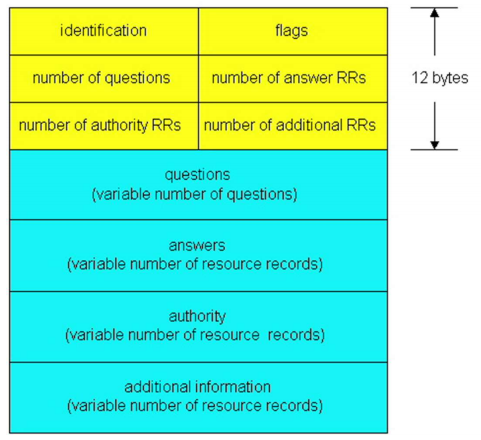 identification
flags
number of questions
number of answer RRs
12 bytes
number of authority RRs
number of additional RRs
questions
(variable number of questions)
answers
(variable number of resource records)
authority
(variable number of resource records)
additional information
(variable number of resource records)